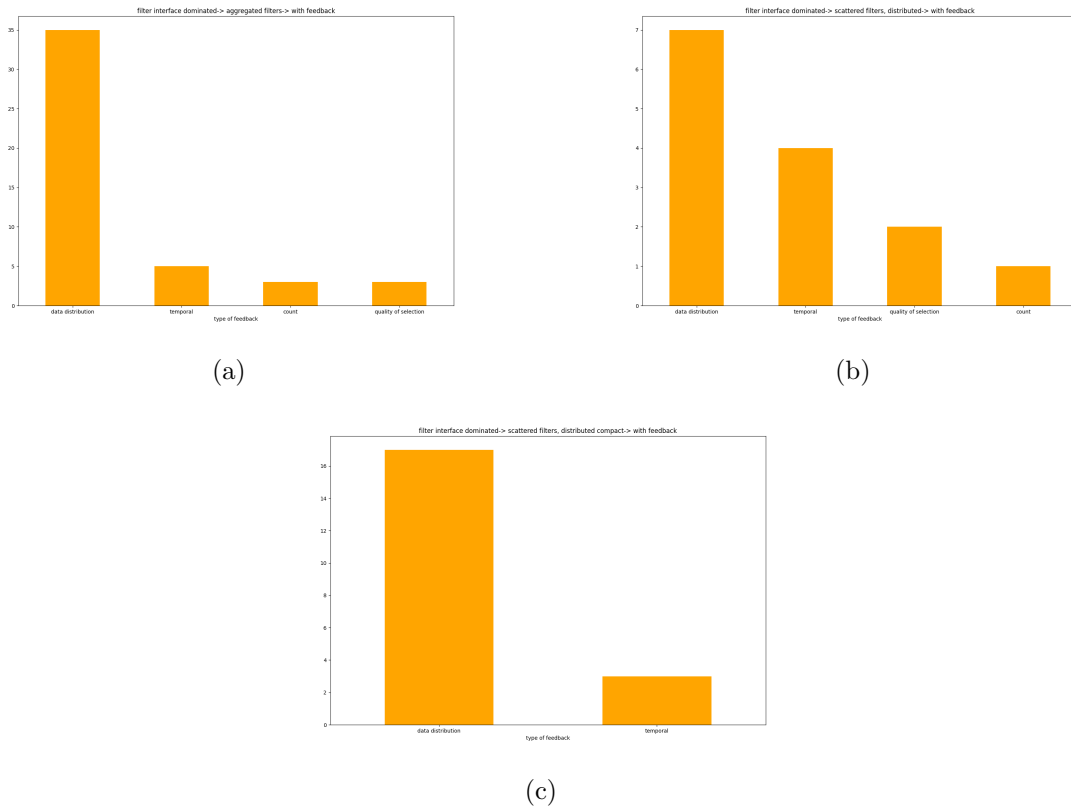 filter interface dominated-> aggregated filters-> with feedback
35
30
25
20
15
10
5
0
data distribution temporal count quality of selection
type of feedback
(a)
filter interface dominated-> scattered filters, distributed-> with feedback
7
6
5
4
3
2
1
0
data distribution temporal quality of selection count
type of feedback
(b)
filter interface dominated-> scattered filters, distributed compact-> with feedback
16
14
12
10
8
6
4
2
0
data distribution temporal
type of feedback
(c)